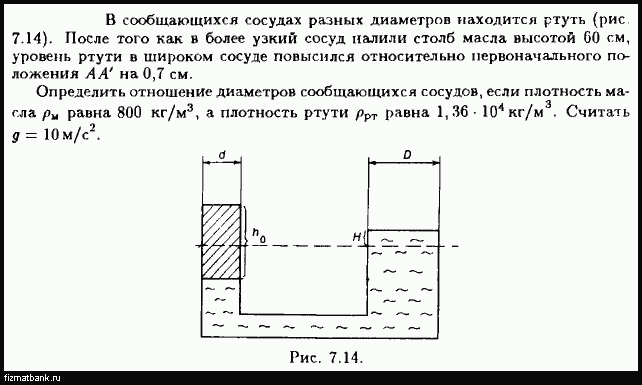 В сообщающихся сосудах разных диаметров находится ртуть (рис.
7.14). После того как в более узкий сосуд налили столб масла высотой 60 см,
уровень ртути в широком сосуде повысился относительно первоначального по-
ложения AA′ на 0,7 см.
Определить отношение диаметров сообщающихся сосудов, если плотность ма-
сла ρм равна 800 кг/м³, а плотность ртути ρрт равна 1,36 · 10⁴ кг/м³. Считать
g = 10 м/с².
d D
h₀ H
Рис. 7.14.
fizmatbank.ru